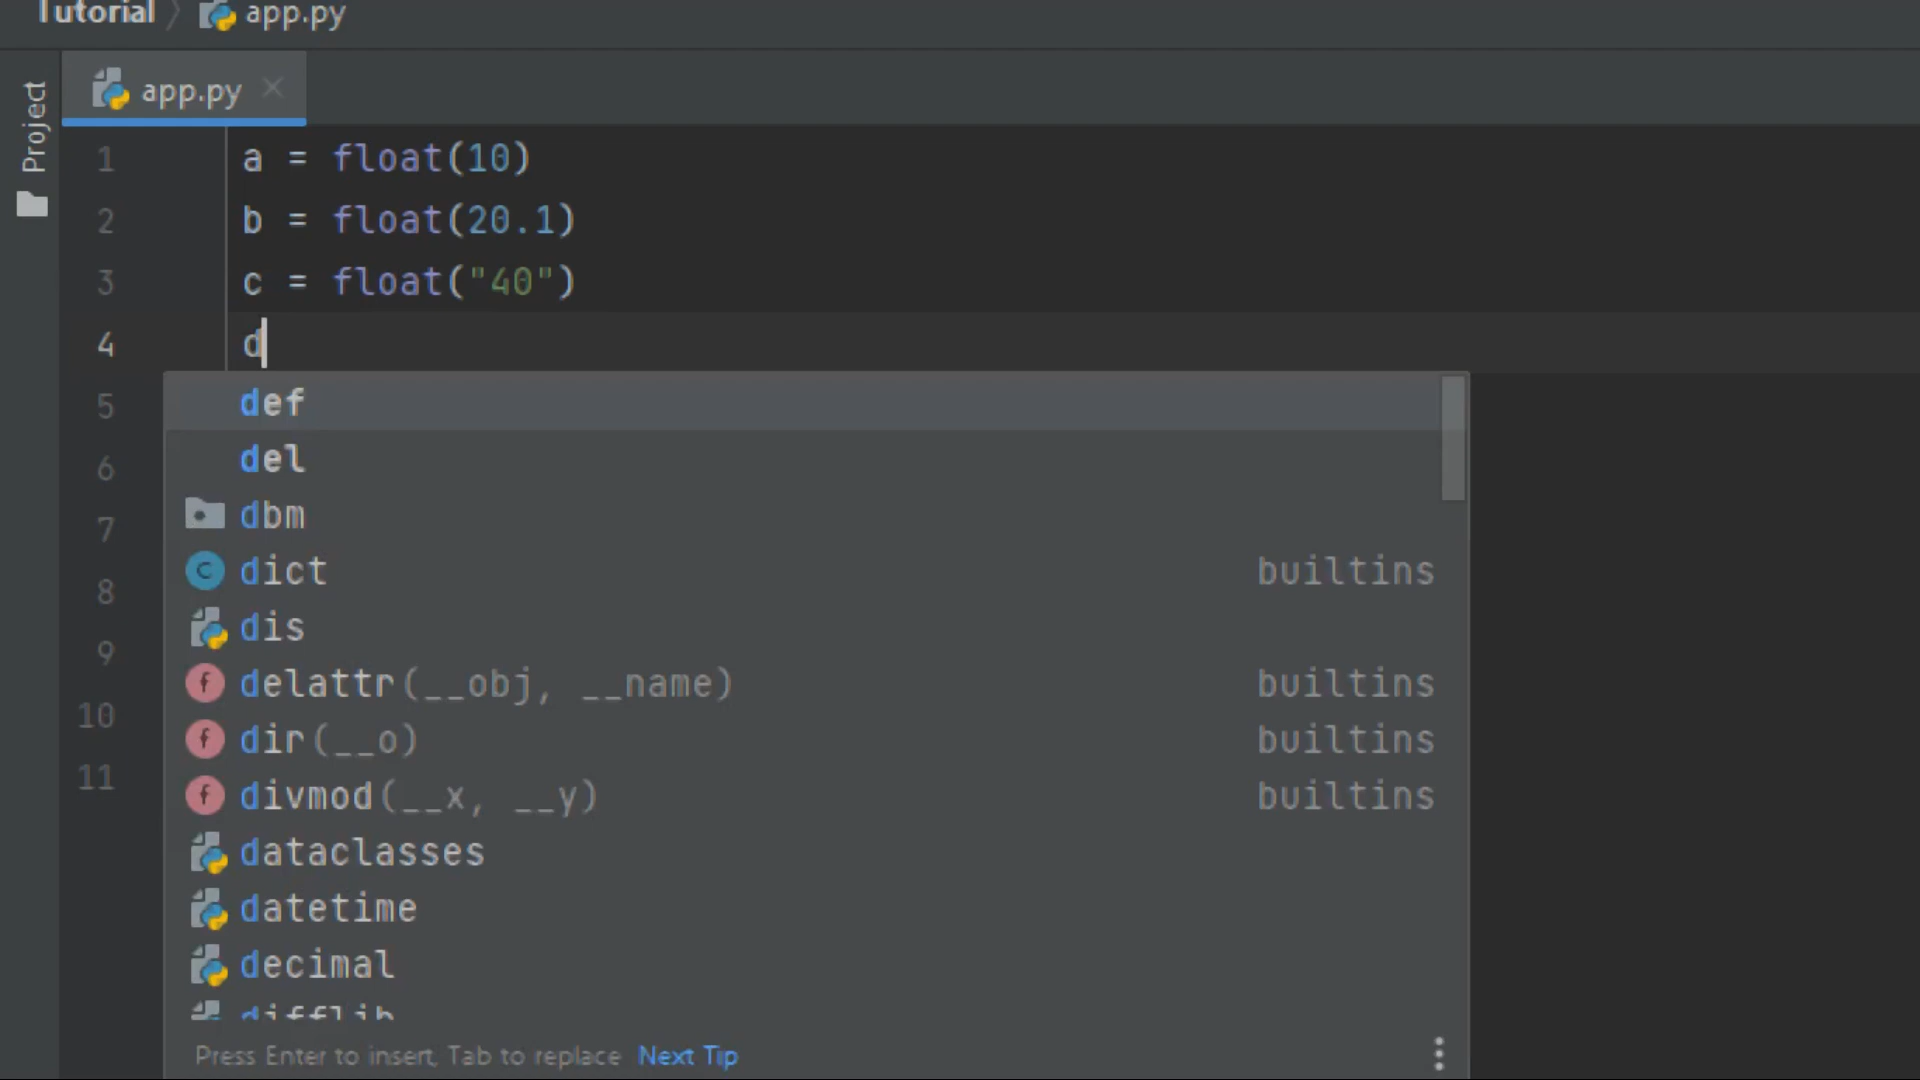 Tutorial 〉 app.py
Project
app.py ×
1 a = float(10)
2 b = float(20.1)
3 c = float("40")
4 d
5
6
7
8
9
10
11
def
del
dbm
dict builtins
dis
delattr(__obj, __name) builtins
dir(__o) builtins
divmod(__x, __y) builtins
dataclasses
datetime
decimal
difflib
Press Enter to insert, Tab to replace Next Tip